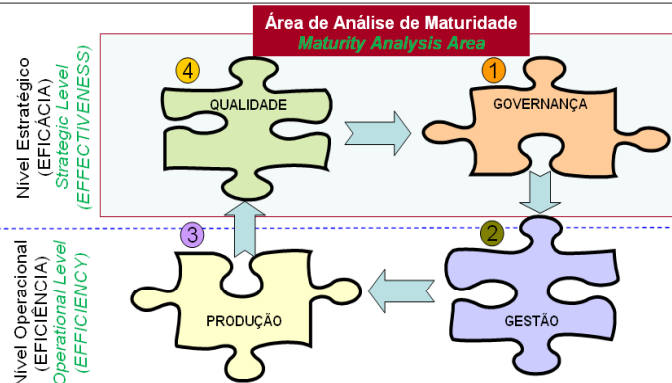 Área de Análise de Maturidade
Maturity Analysis Area
Nível Estratégico
(EFICÁCIA)
Strategic Level
(EFFECTIVENESS)
4
QUALIDADE
1
GOVERNANÇA
Nível Operacional
(EFICIÊNCIA)
Operational Level
(EFFICIENCY)
3
PRODUÇÃO
2
GESTÃO